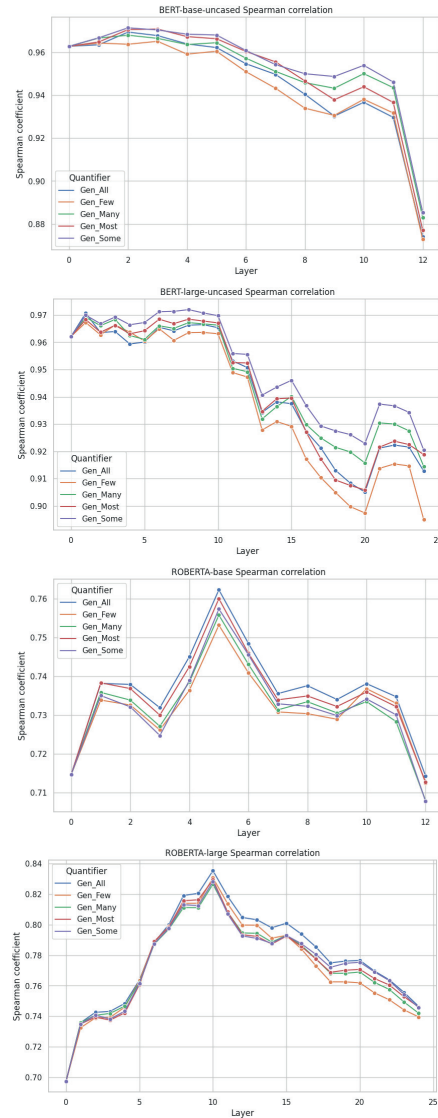 BERT-base-uncased Spearman correlation
Spearman coefficient
0.96
0.94
0.92
0.90
0.88
Quantifier
Gen_All
Gen_Few
Gen_Many
Gen_Most
Gen_Some
0 2 4 6 8 10 12
Layer
BERT-large-uncased Spearman correlation
Spearman coefficient
0.97
0.96
0.95
0.94
0.93
0.92
0.91
0.90
Quantifier
Gen_All
Gen_Few
Gen_Many
Gen_Most
Gen_Some
0 5 10 15 20 2
Layer
ROBERTA-base Spearman correlation
Spearman coefficient
0.76
0.75
0.74
0.73
0.72
0.71
Quantifier
Gen_All
Gen_Few
Gen_Many
Gen_Most
Gen_Some
0 2 4 6 8 10 12
Layer
ROBERTA-large Spearman correlation
Spearman coefficient
0.84
0.82
0.80
0.78
0.76
0.74
0.72
0.70
Quantifier
Gen_All
Gen_Few
Gen_Many
Gen_Most
Gen_Some
0 5 10 15 20 25
Layer